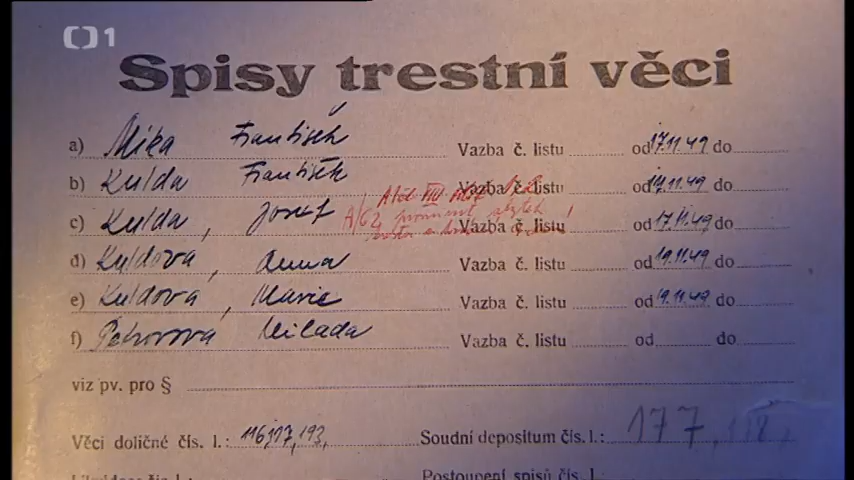 ČT1
Spisy trestní věci
a) Mika František Vazba č. listu od 17.11.49 do
b) Kulda František Vazba č. listu od 17.11.49 do
c) Kulda, Josef Vazba č. listu od 17.11.49 do
d) Kuldová, Anna Vazba č. listu od 19.11.49 do
e) Kuldová, Marie Vazba č. listu od 19.11.49 do
f) Petrovová Milada Vazba č. listu od do
viz pv. pro §
Věci doličné čís. l.: 116, 117, 193, Soudní depositum čís. l.: 177,
Postoupení spisů čís. l.